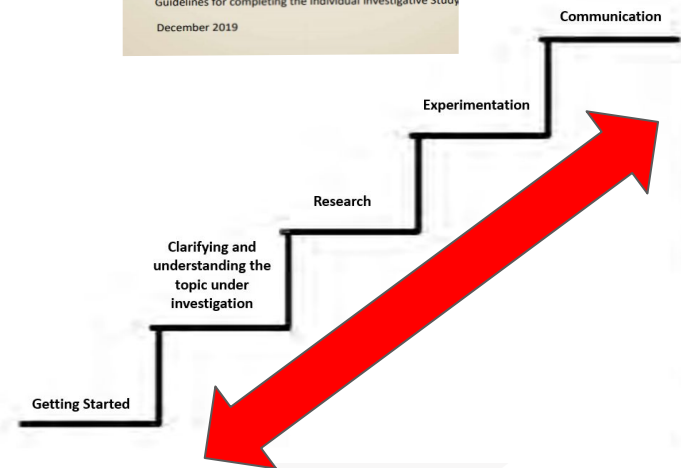 Guidelines for completing the Individual Investigative Study
December 2019
Communication
Experimentation
Research
Clarifying and
understanding the
topic under
investigation
Getting Started